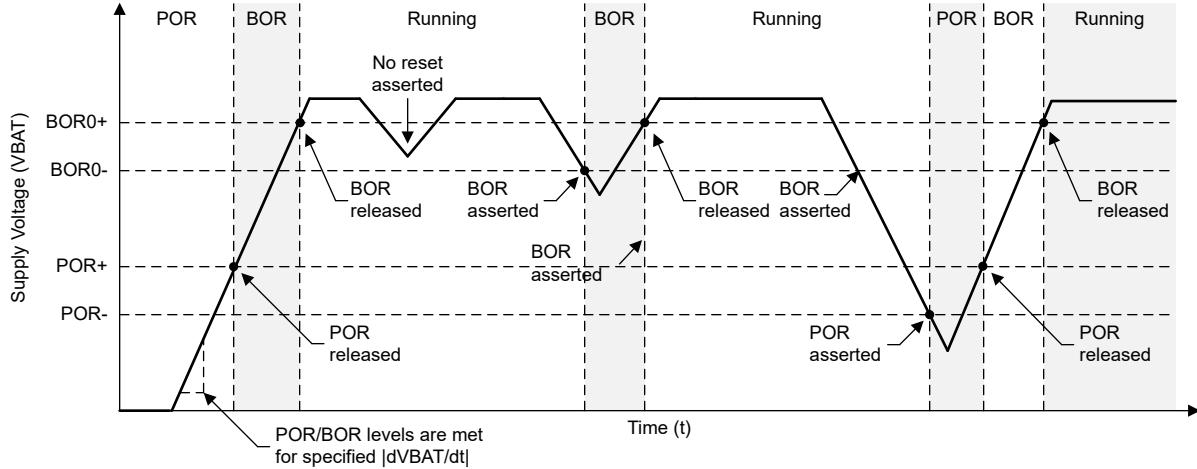 POR
BOR
Running
BOR
Running
POR
BOR
Running
No reset
asserted
Supply Voltage (VBAT)
BOR0+
BOR0-
POR+
POR-
BOR
released
BOR
asserted
BOR
released
BOR
asserted
BOR
released
BOR
asserted
POR
released
POR
asserted
POR
released
Time (t)
POR/BOR levels are met
for specified |dVBAT/dt|